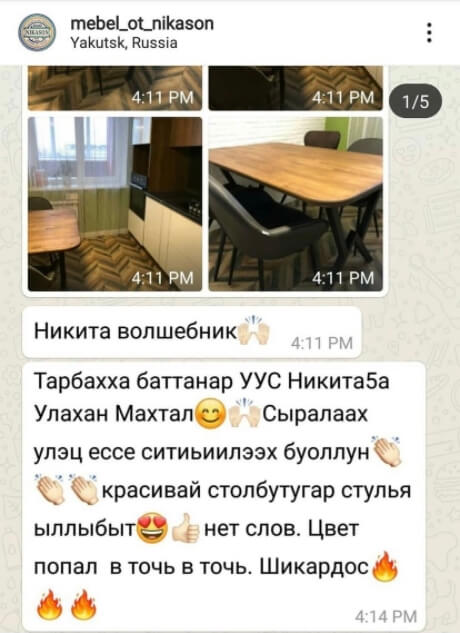 mebel_ot_nikason
Yakutsk, Russia
NIKASON
1/5
4:11 PM
4:11 PM
4:11 PM
4:11 PM
Никита волшебник🙌🏻
4:11 PM
Тарбахха баттанар УУС Никита5а
Улахан Махтал😊🙌🏻Сыралаах
улэц ессе ситиьиилээх буоллун👏🏻
👏🏻👏🏻красивай столбутугар стулья
ыллыбыт😍👍🏻нет слов. Цвет
попал в точь в точь. Шикардос🔥
🔥🔥
4:14 PM